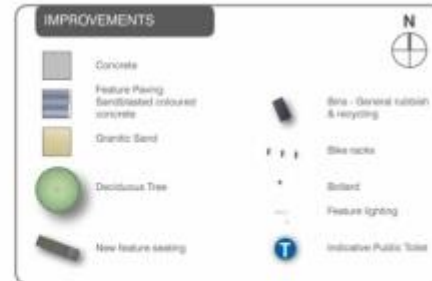 IMPROVEMENTS
N
Concrete
Feature Paving
Sandblasted coloured
concrete
Granitic Sand
Deciduous Tree
New feature seating
Bins - General rubbish
& recycling
Bike racks
Bollard
Feature lighting
T
Indicative Public Toilet